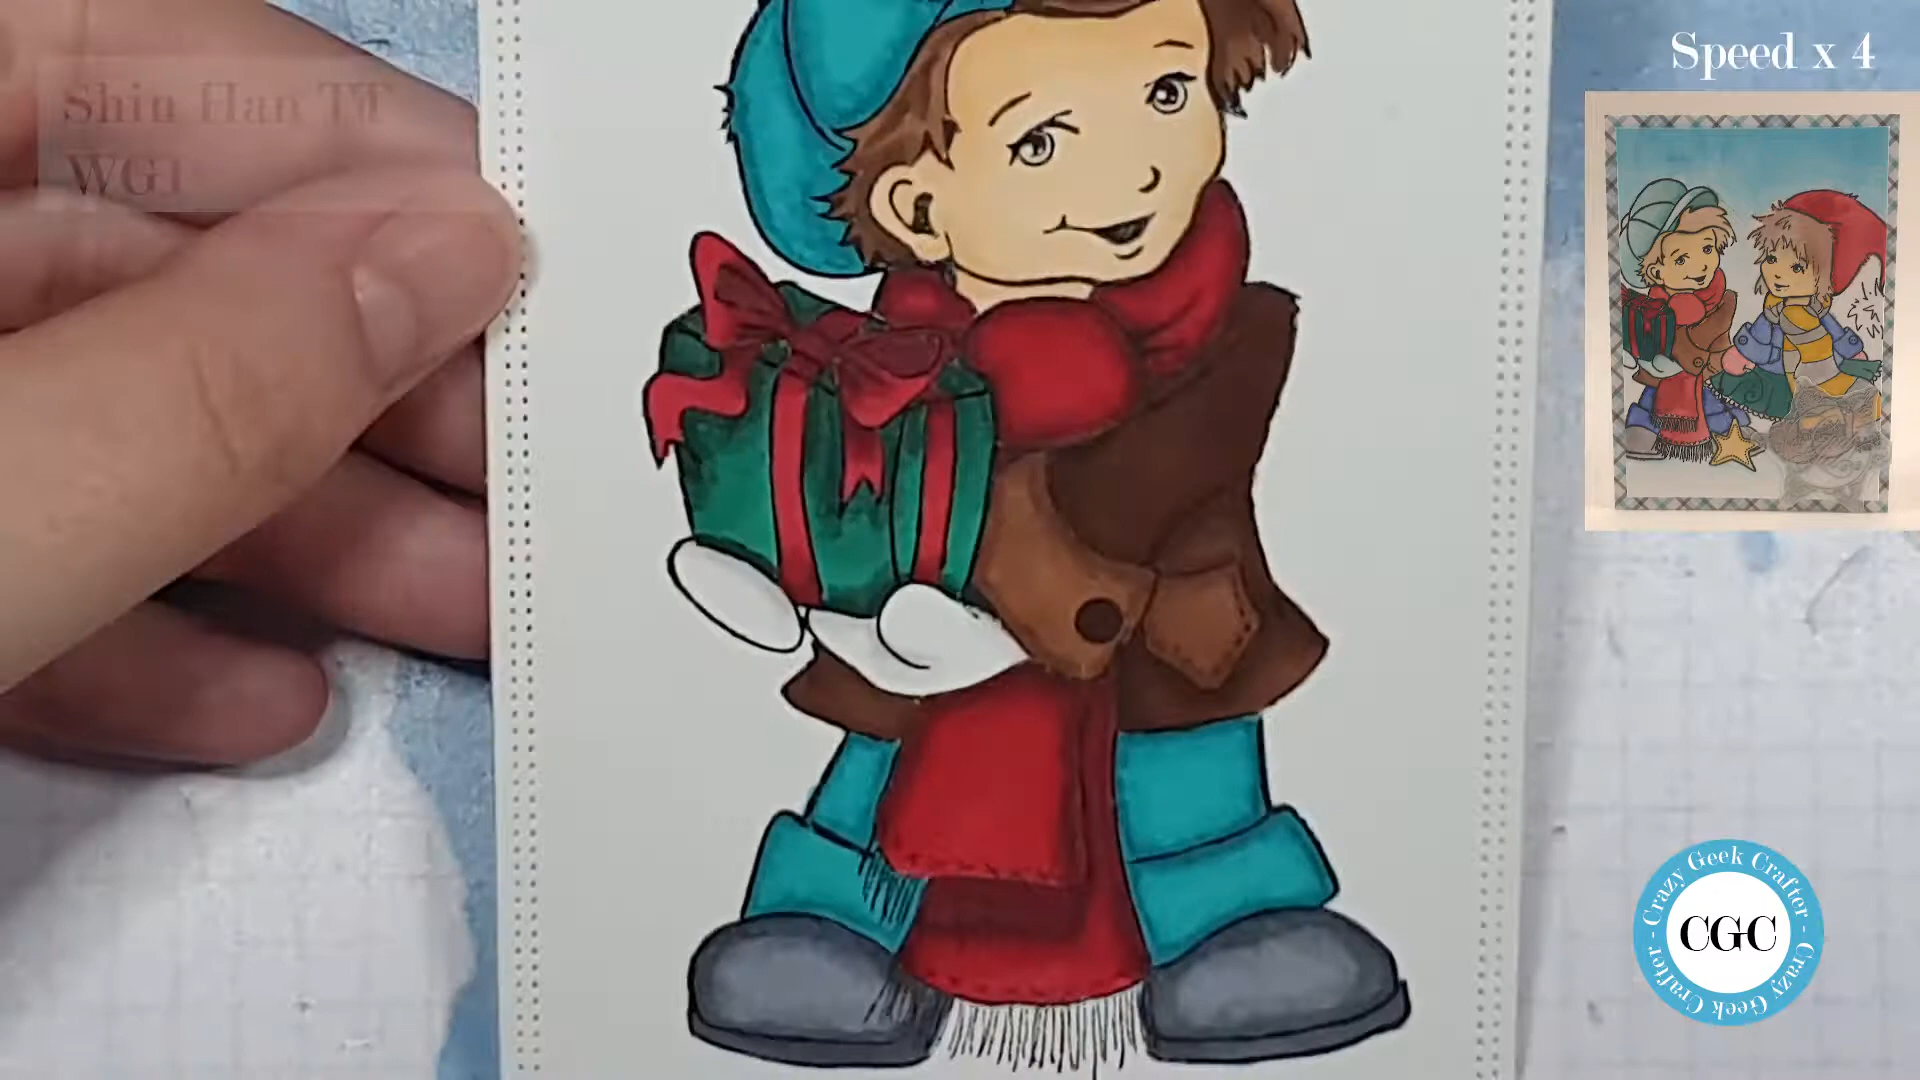 Shin Han TT
WG1
Speed x 4
Crazy Geek Crafter - Crazy Geek Crafter -
CGC